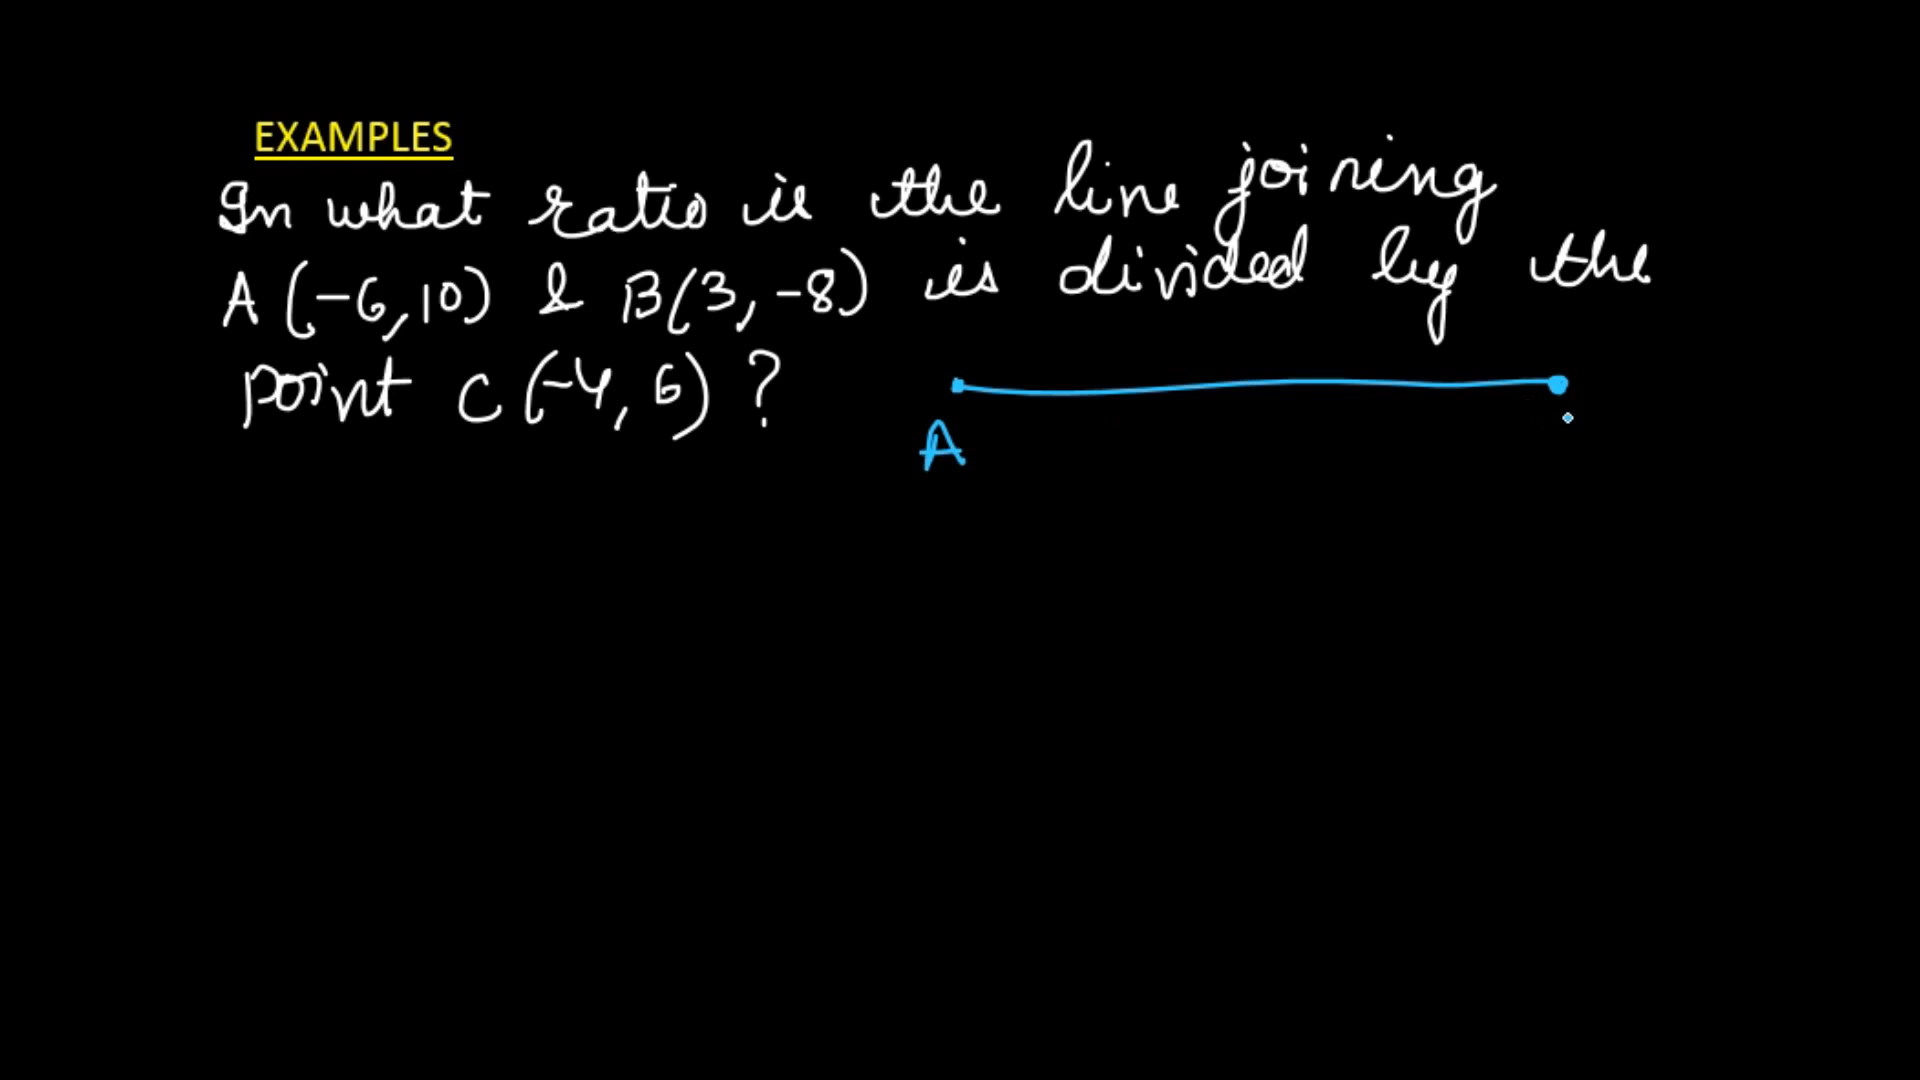 EXAMPLES
In what ratio is the line joining
A (-6, 10) & B(3, -8) is divided by the
point C (-4, 6) ?
A